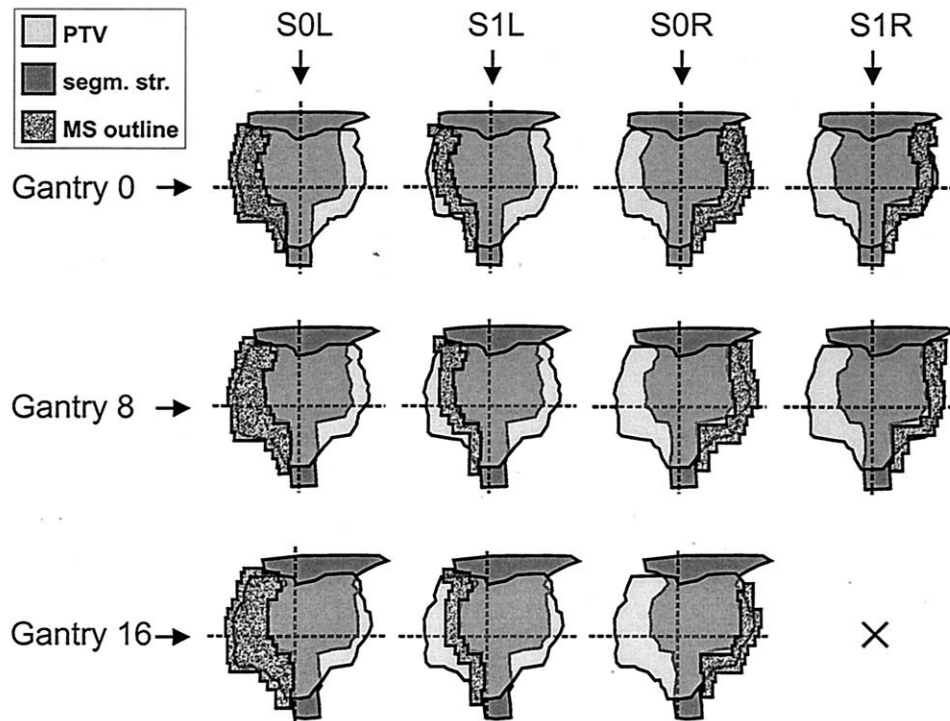 S0L S1L S0R S1R
PTV
segm. str.
MS outline
Gantry 0
Gantry 8
Gantry 16